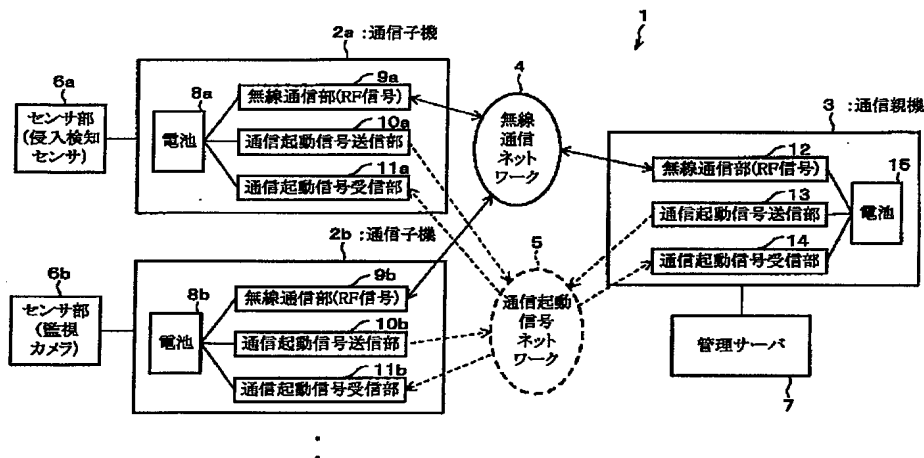 1
2a :通信子機
6a
センサ部
(侵入検知
センサ)
8a
電池
9a
無線通信部(RF信号)
10a
通信起動信号送信部
11a
通信起動信号受信部
4
無線
通信
ネット
ワーク
3 :通信親機
12
無線通信部(RF信号)
13
通信起動信号送信部
14
通信起動信号受信部
15
電池
2b :通信子機
6b
センサ部
(監視
カメラ)
8b
電池
9b
無線通信部(RF信号)
10b
通信起動信号送信部
11b
通信起動信号受信部
5
通信起動
信号
ネット
ワーク
管理サーバ
7